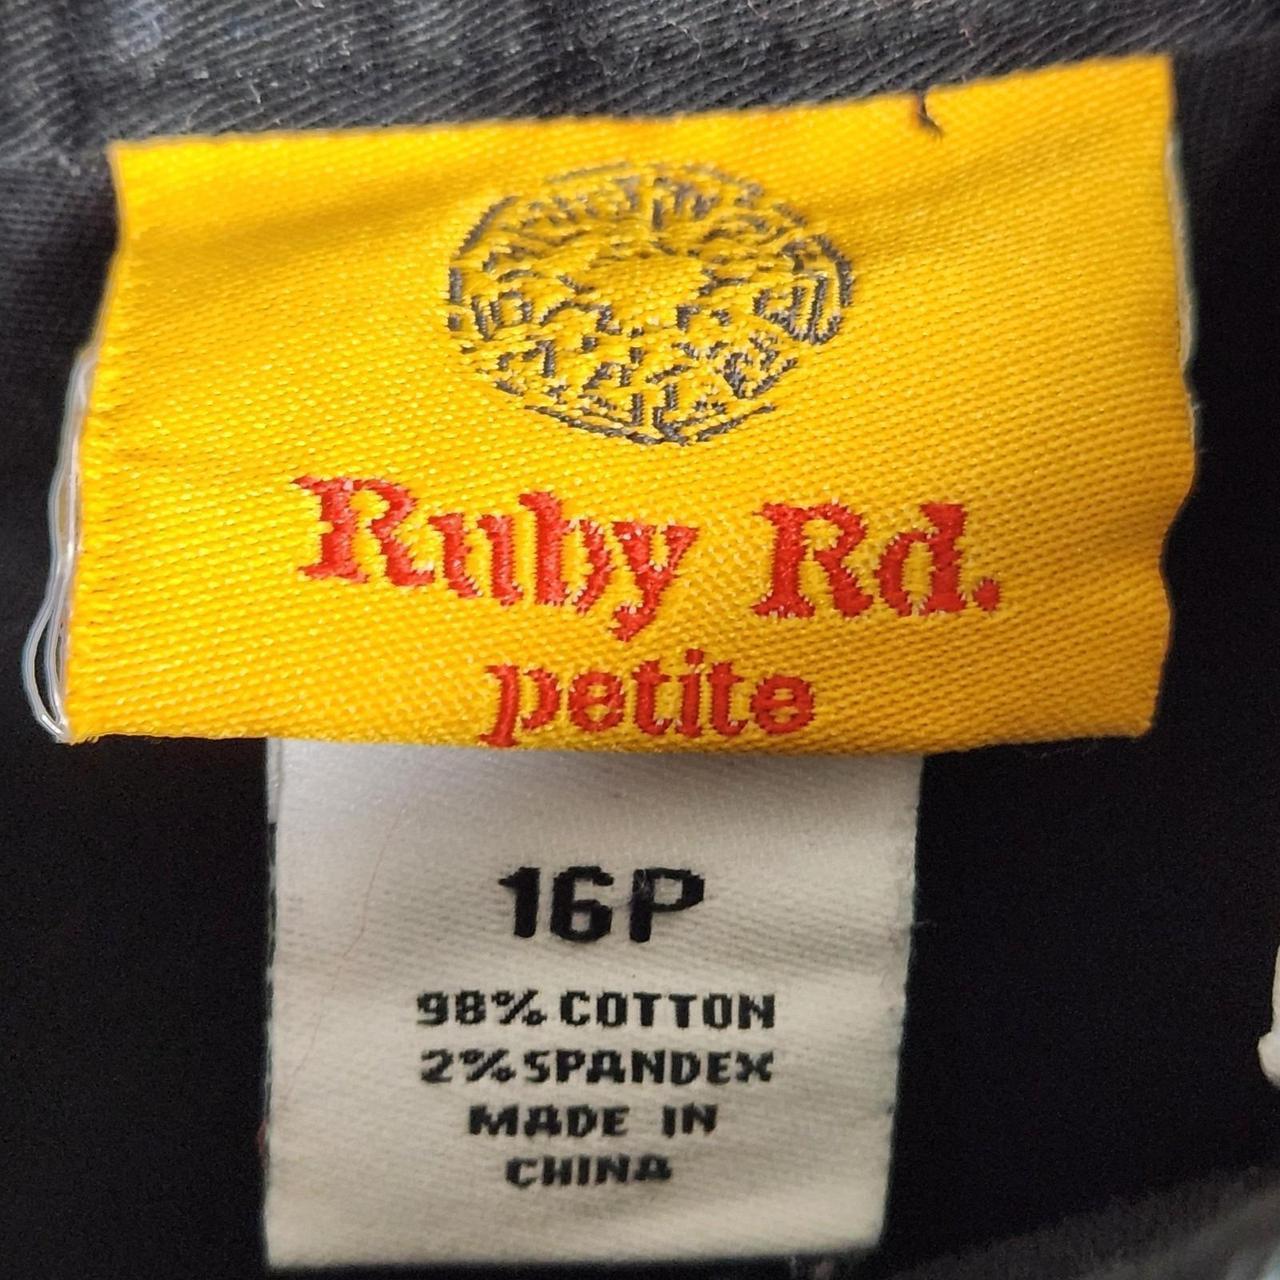 Ruby Rd.
petite
16P
98% COTTON
2% SPANDEX
MADE IN
CHINA